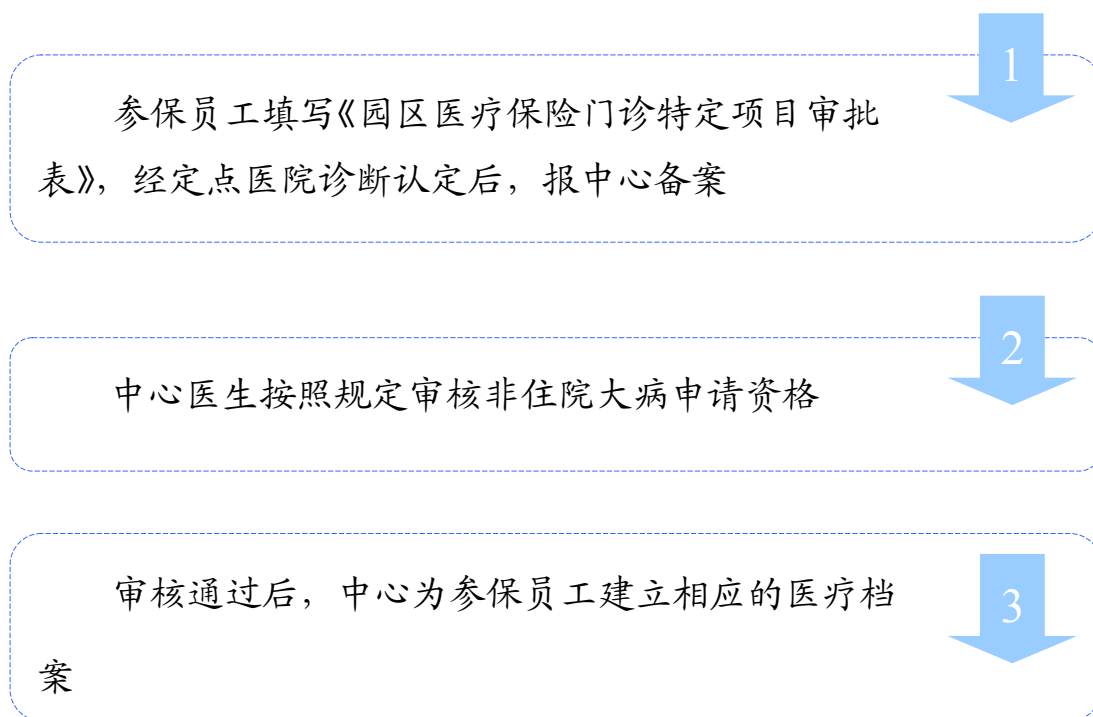 1
参保员工填写《园区医疗保险门诊特定项目审批
表》，经定点医院诊断认定后，报中心备案
2
中心医生按照规定审核非住院大病申请资格
3
审核通过后，中心为参保员工建立相应的医疗档
案